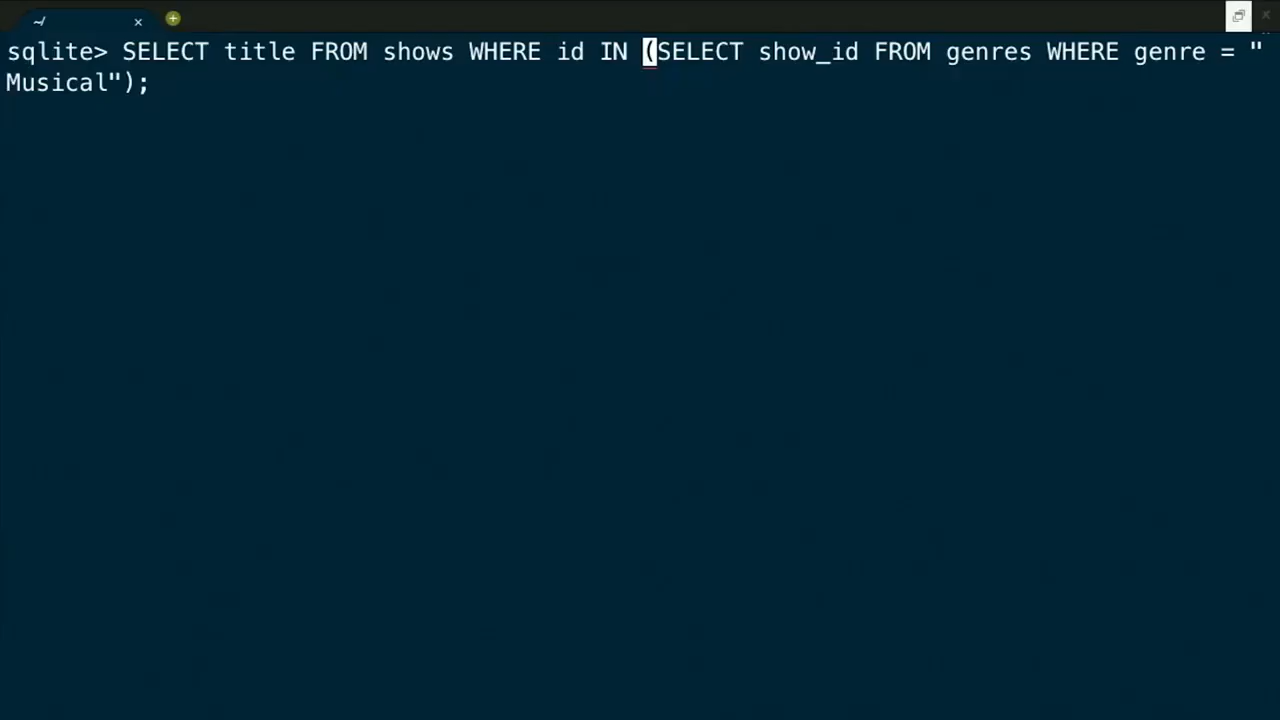 ~/
sqlite> SELECT title FROM shows WHERE id IN (SELECT show_id FROM genres WHERE genre = "
Musical");